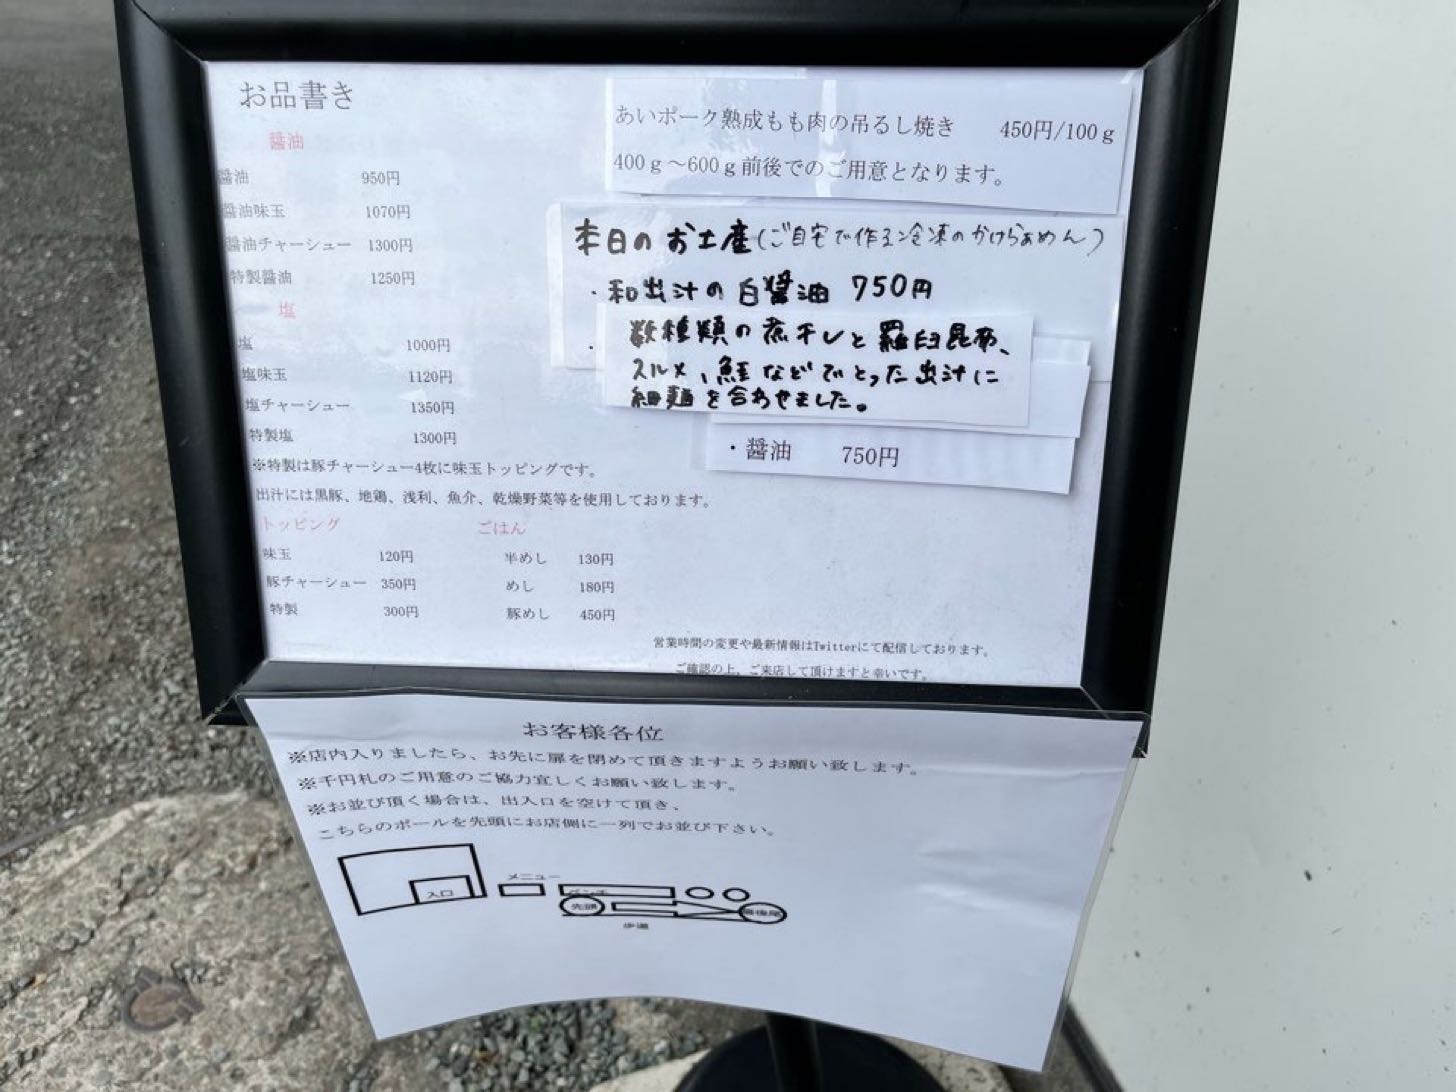 お品書き
醤油
醤油 950円
醤油味玉 1070円
醤油チャーシュー 1300円
特製醤油 1250円
塩
塩 1000円
塩味玉 1120円
塩チャーシュー 1350円
特製塩 1300円
※特製は豚チャーシュー4枚に味玉トッピングです。
出汁には黒豚、地鶏、浅利、魚介、乾燥野菜等を使用しております。
トッピング ごはん
味玉 120円 半めし 130円
豚チャーシュー 350円 めし 180円
特製 300円 豚めし 450円
あいポーク熟成もも肉の吊るし焼き 450円/100g
400g～600g前後でのご用意となります。
本日のお土産(ご自宅で作る冷凍のかけらぁめん)
・和出汁の白醤油 750円
数種類の煮干しと羅臼昆布、
スルメ、鮭などでとった出汁に
細麺を合わせました。
・醤油 750円
営業時間の変更や最新情報はTwitterにて配信しております。
ご確認の上、ご来店して頂けますと幸いです。
お客様各位
※店内入りましたら、お先に扉を閉めて頂きますようお願い致します。
※千円札のご用意のご協力宜しくお願い致します。
※お並び頂く場合は、出入口を空けて頂き、
こちらのポールを先頭にお店側に一列でお並び下さい。
入口
メニュー
ベンチ
先頭
最後尾
歩道